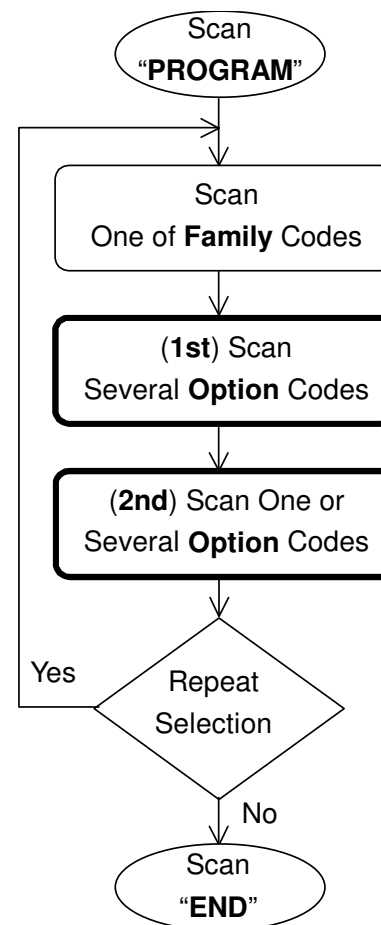 Scan
“PROGRAM”
Scan
One of Family Codes
(1st) Scan
Several Option Codes
(2nd) Scan One or
Several Option Codes
Yes
Repeat
Selection
No
Scan
“END”